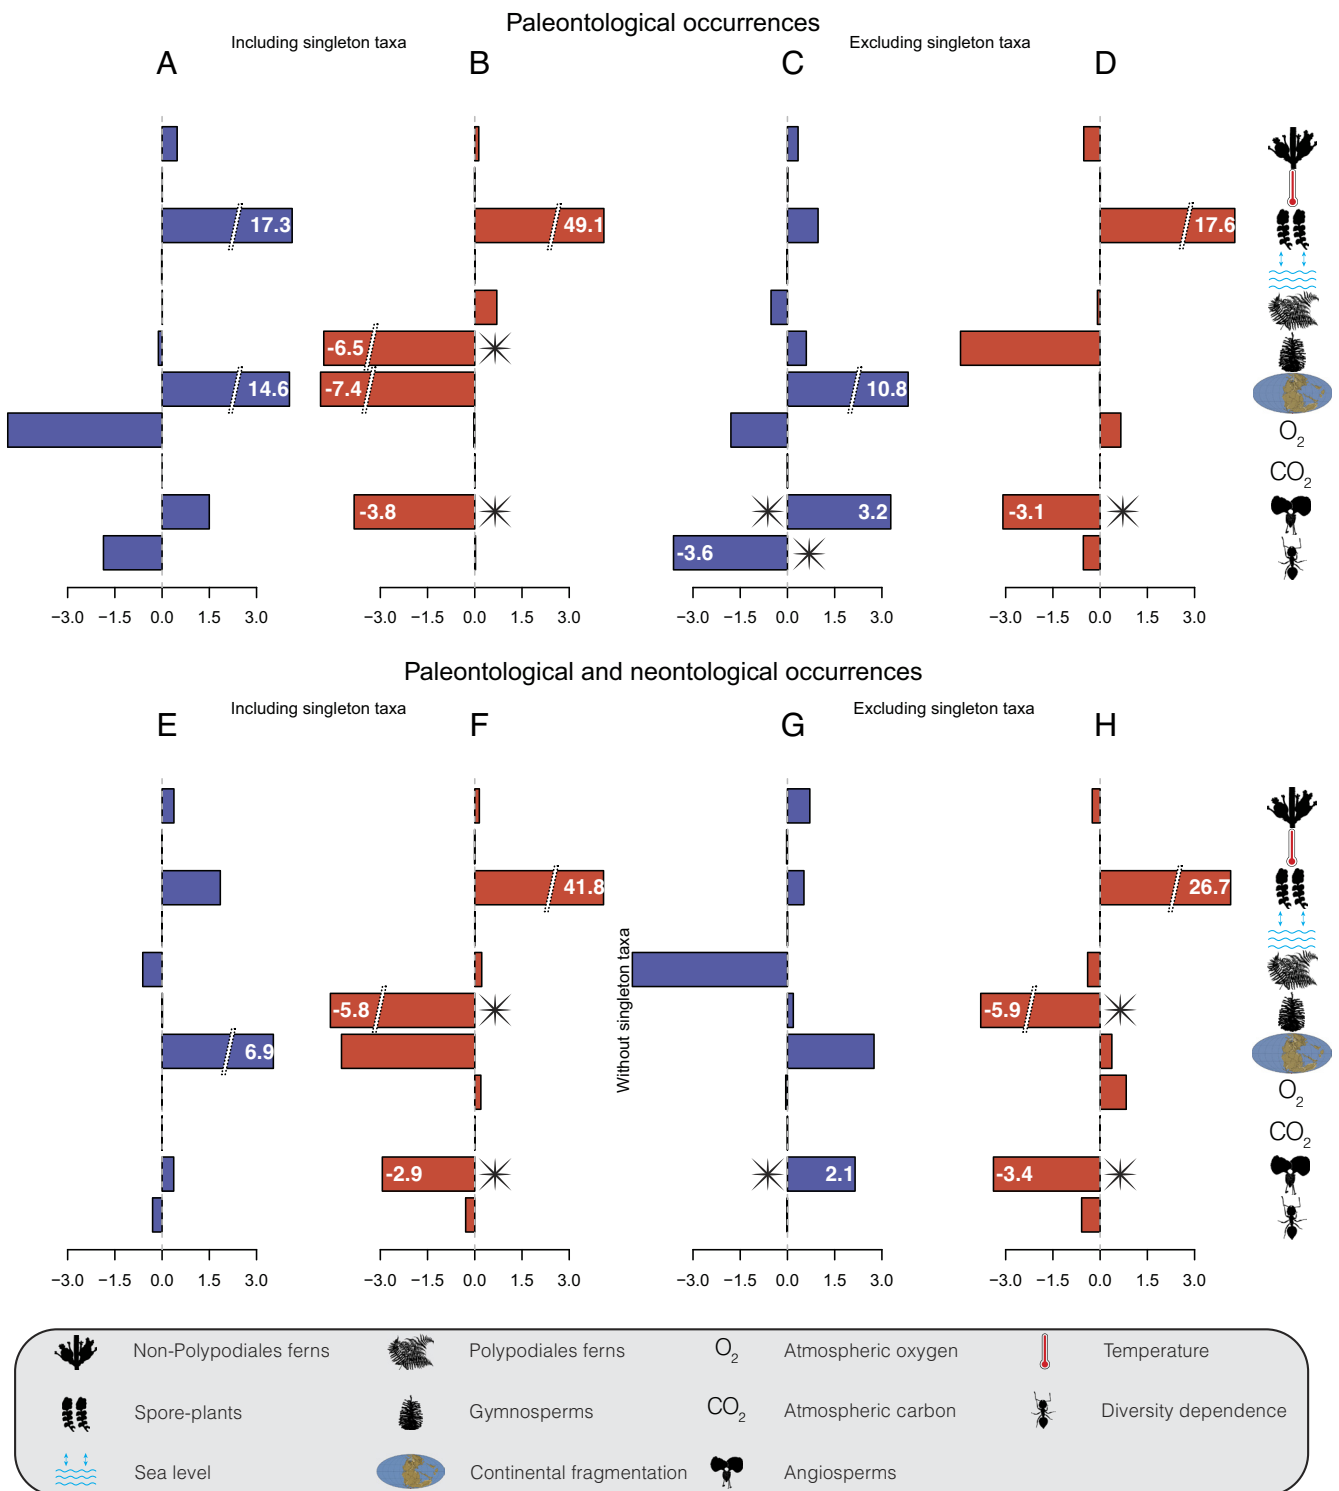 Paleontological occurrences
Including singleton taxa
Excluding singleton taxa
A
B
C
D
17.3
49.1
17.6
-6.5
14.6
-7.4
10.8
O2
CO2
-3.8
3.2
-3.1
-3.6
−3.0 −1.5 0.0 1.5 3.0
−3.0 −1.5 0.0 1.5 3.0
−3.0 −1.5 0.0 1.5 3.0
−3.0 −1.5 0.0 1.5 3.0
Paleontological and neontological occurrences
Including singleton taxa
Excluding singleton taxa
E
F
G
H
41.8
26.7
Without singleton taxa
-5.8
-5.9
6.9
O2
CO2
-2.9
2.1
-3.4
−3.0 −1.5 0.0 1.5 3.0
−3.0 −1.5 0.0 1.5 3.0
−3.0 −1.5 0.0 1.5 3.0
−3.0 −1.5 0.0 1.5 3.0
Non-Polypodiales ferns
Polypodiales ferns
O2 Atmospheric oxygen
Temperature
Spore-plants
Gymnosperms
CO2 Atmospheric carbon
Diversity dependence
Sea level
Continental fragmentation
Angiosperms